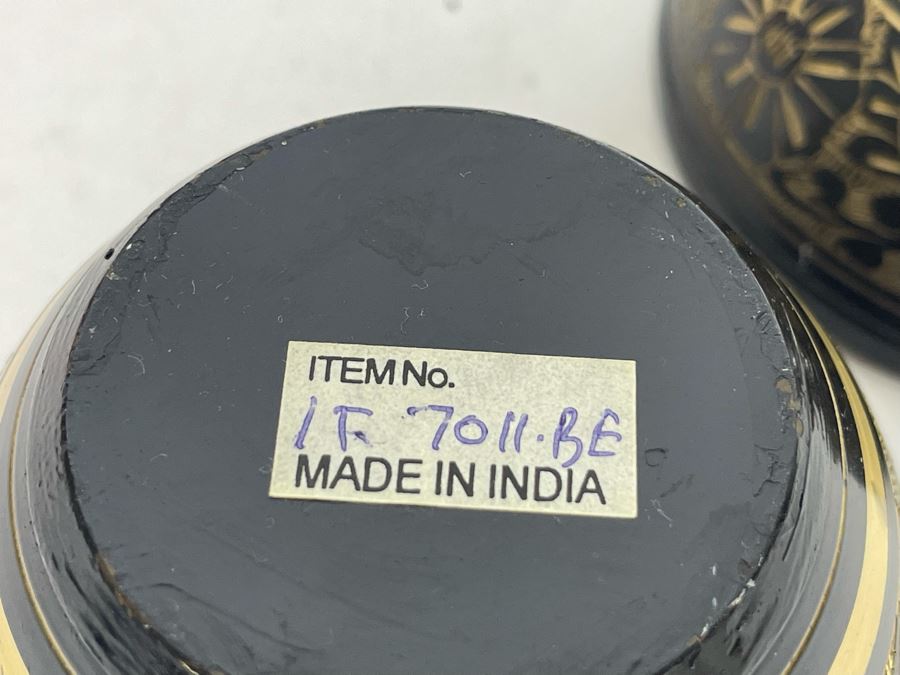 ITEM No.
IF 7011.BE
MADE IN INDIA